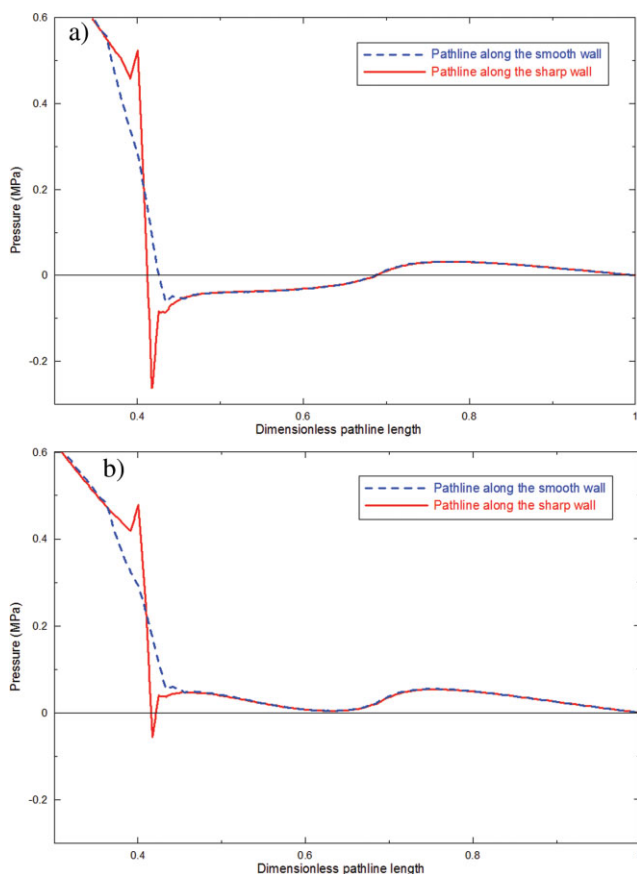 0.6
a)
Pathline along the smooth wall
Pathline along the sharp wall
0.4
Pressure (MPa)
0.2
0
-0.2
0.4
0.6
0.8
1
Dimensionless pathline length
0.6
b)
Pathline along the smooth wall
Pathline along the sharp wall
0.4
Pressure (MPa)
0.2
0
-0.2
0.4
0.6
0.8
Dimensionless pathline length